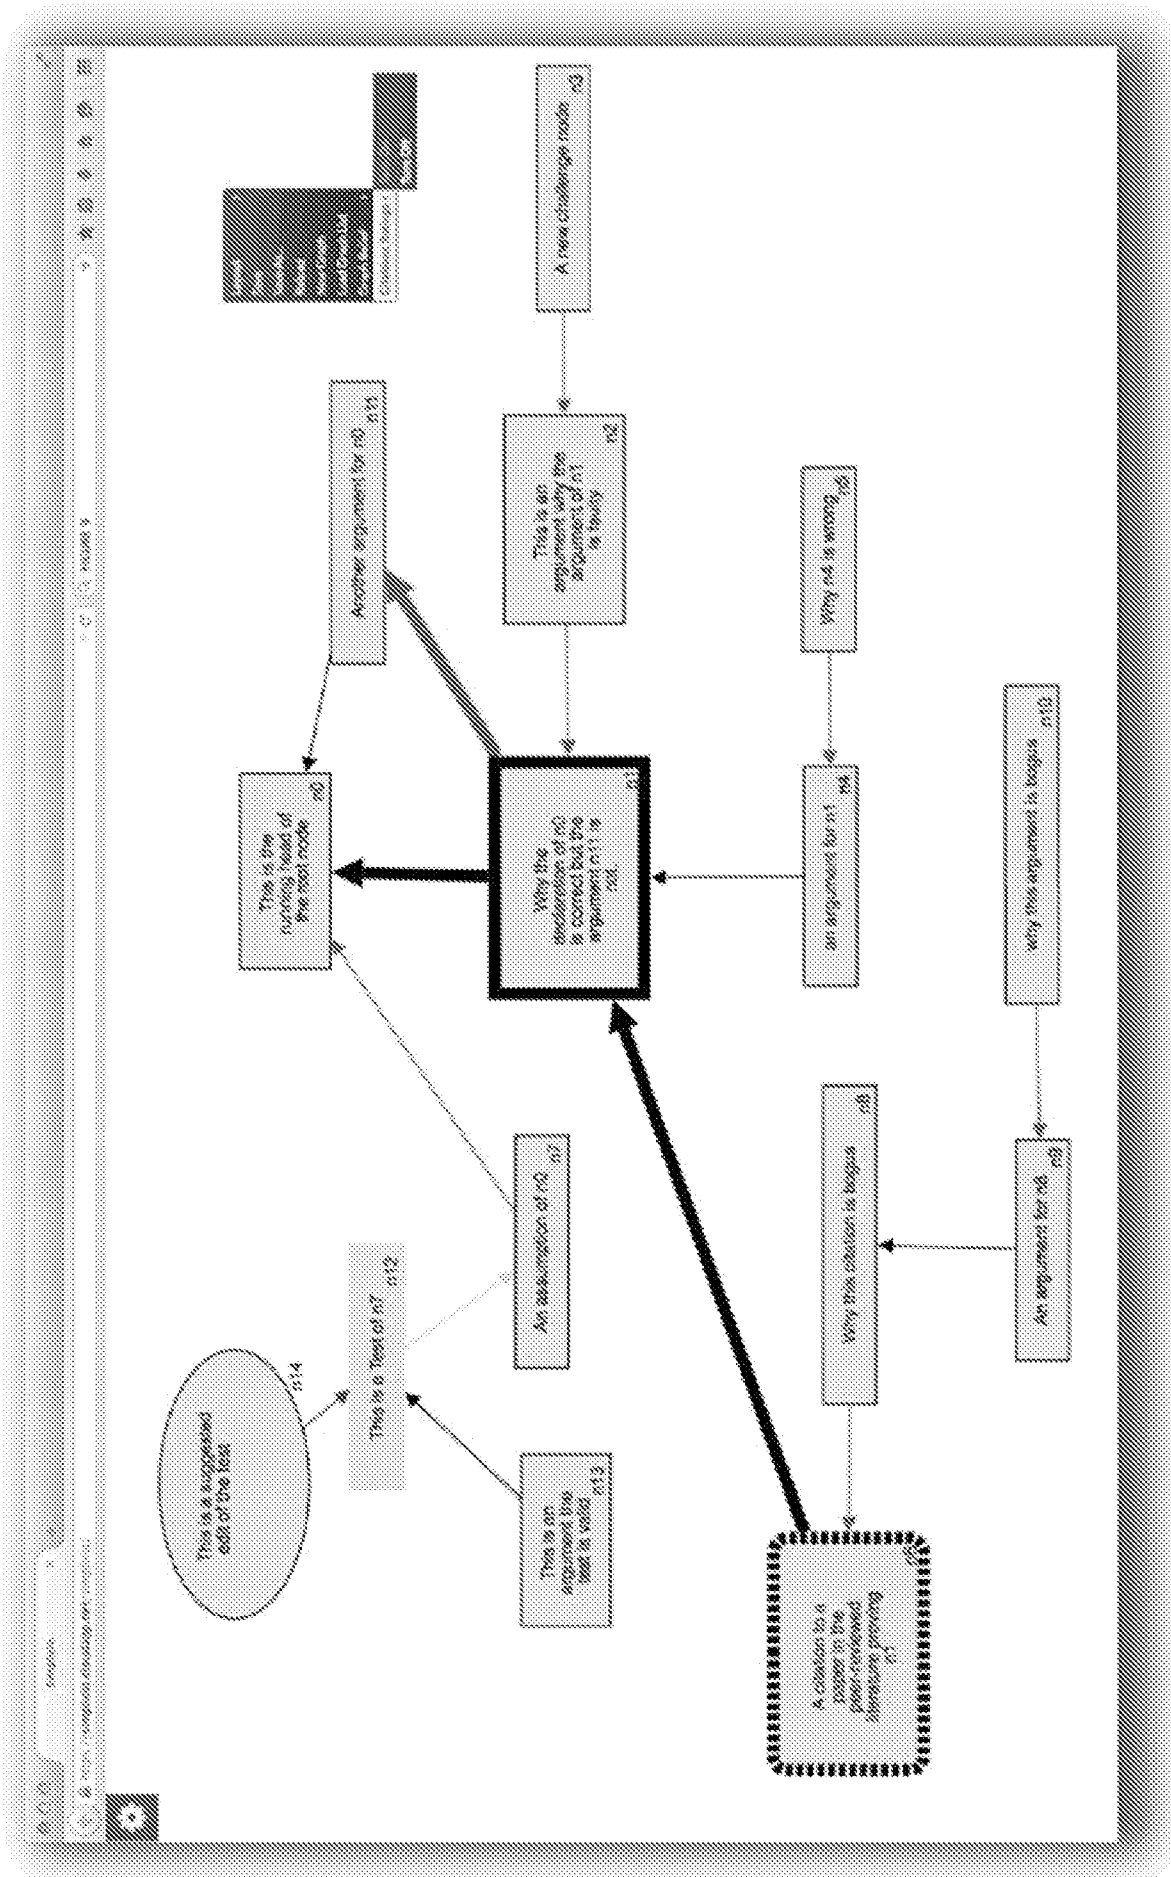 This is a suggested
edit of the test
n14
This is a Test of n7
n12
This is an
argument the
test is valid
n13
An assumption of n0
n7
This is the
running head of
the root node
n0
Another argument for n0
n11
Why the
declaration of n0
is correct but the
argument n11 is
not
n1
This is an
argument why the
argument of n1
is faulty
n2
A new challenge node
n3
an argument for n1
n4
Why n4 is wrong
A citation to a
paper in the
peer-reviewed
literature proving
n1
Why this citation is bogus
n8
An argument for n8
n9
why this argument is bogus
n10